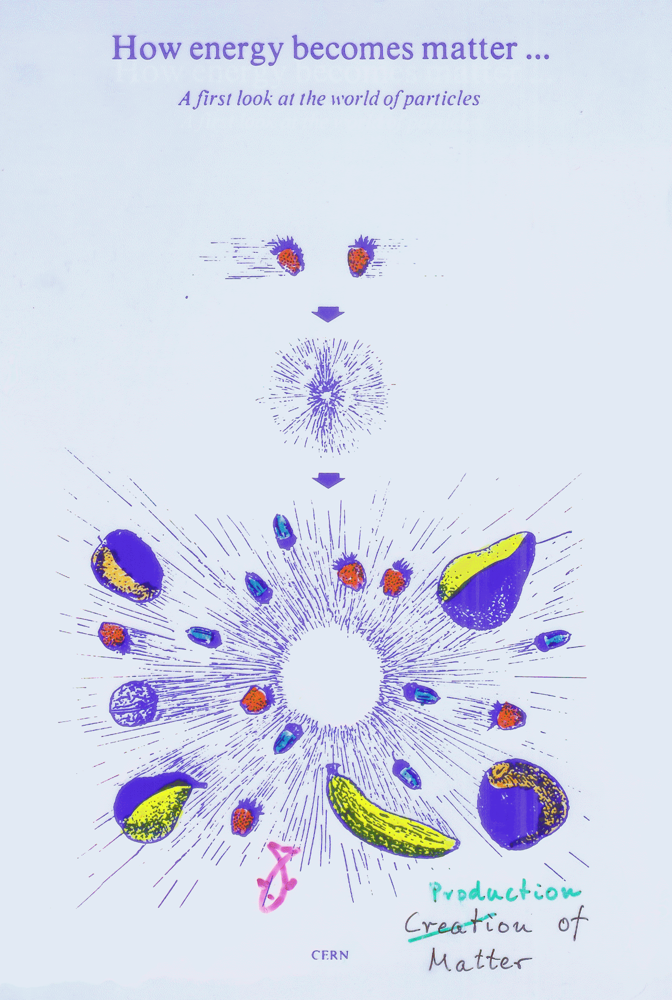 How energy becomes matter ...
A first look at the world of particles
Production
Creation of
Matter
CERN